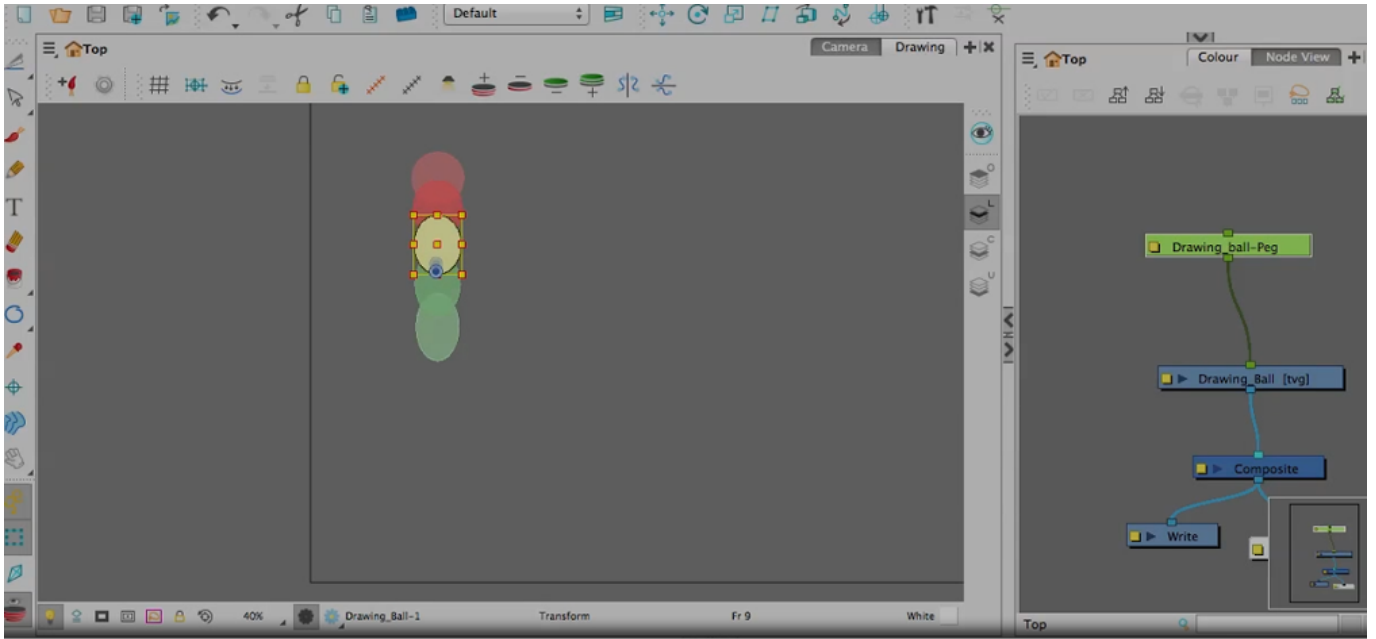 Default
Top
Camera
Drawing
Top
Colour
Node View
T
O
L
C
U
Drawing_ball-Peg
Drawing_Ball [tvg]
Composite
Write
40%
Drawing_Ball-1
Transform
Fr 9
White
Top